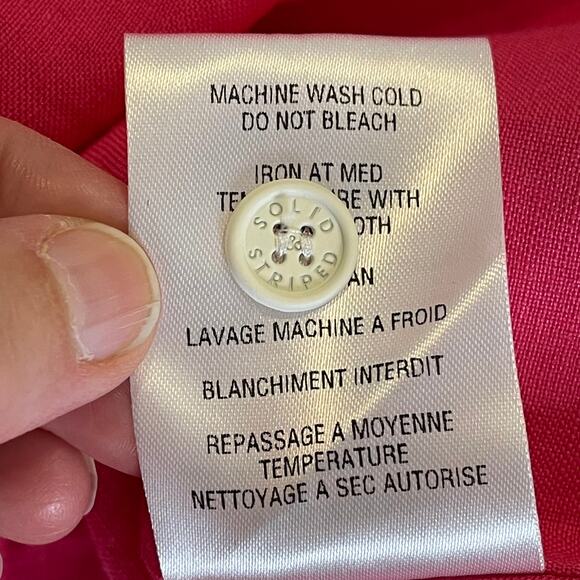 MACHINE WASH COLD
DO NOT BLEACH
IRON AT MED
WITH
SOLID
&
STRIPED
LAVAGE MACHINE A FROID
BLANCHIMENT INTERDIT
REPASSAGE A MOYENNE
TEMPERATURE
NETTOYAGE A SEC AUTORISE